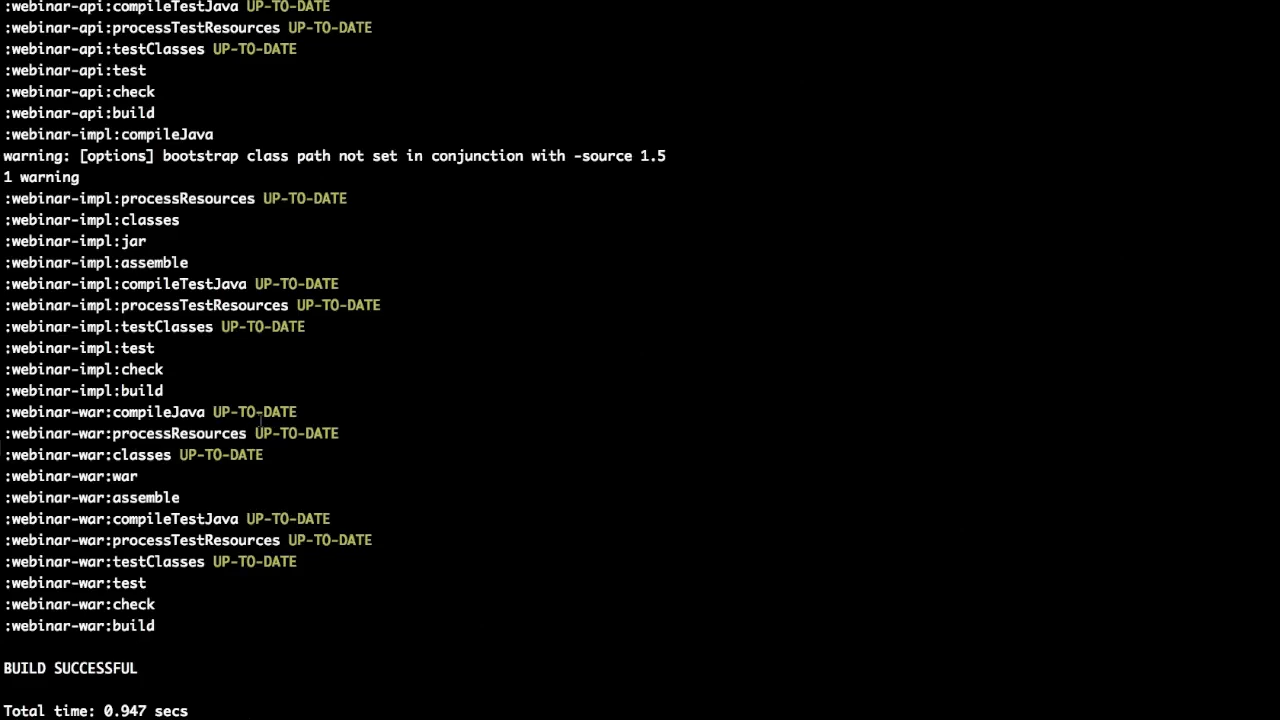 :webinar-api:compileTestJava UP-TO-DATE
:webinar-api:processTestResources UP-TO-DATE
:webinar-api:testClasses UP-TO-DATE
:webinar-api:test
:webinar-api:check
:webinar-api:build
:webinar-impl:compileJava
warning: [options] bootstrap class path not set in conjunction with -source 1.5
1 warning
:webinar-impl:processResources UP-TO-DATE
:webinar-impl:classes
:webinar-impl:jar
:webinar-impl:assemble
:webinar-impl:compileTestJava UP-TO-DATE
:webinar-impl:processTestResources UP-TO-DATE
:webinar-impl:testClasses UP-TO-DATE
:webinar-impl:test
:webinar-impl:check
:webinar-impl:build
:webinar-war:compileJava UP-TO-DATE
:webinar-war:processResources UP-TO-DATE
:webinar-war:classes UP-TO-DATE
:webinar-war:war
:webinar-war:assemble
:webinar-war:compileTestJava UP-TO-DATE
:webinar-war:processTestResources UP-TO-DATE
:webinar-war:testClasses UP-TO-DATE
:webinar-war:test
:webinar-war:check
:webinar-war:build
BUILD SUCCESSFUL
Total time: 0.947 secs